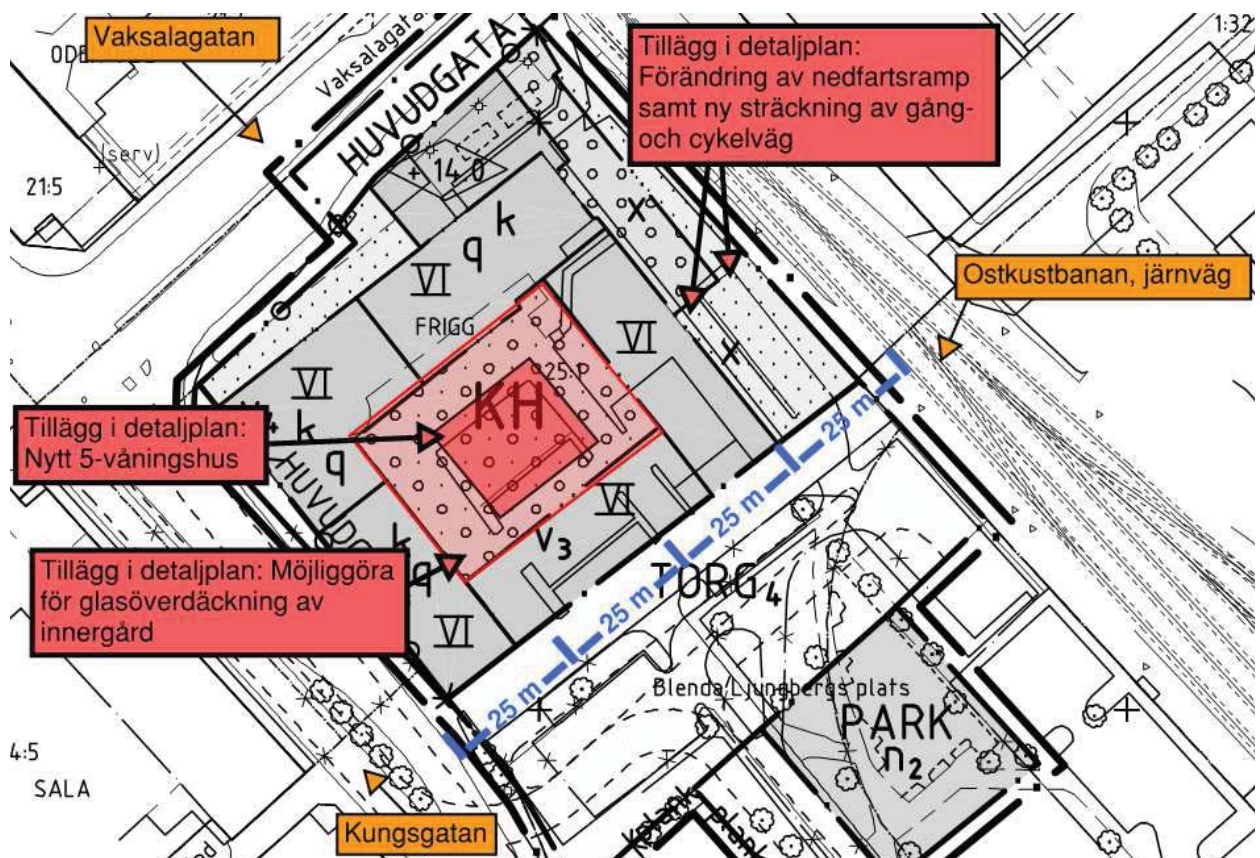 Vaksalagatan
Vaksalagatan
HUVUDGATA
Tillägg i detaljplan:
Förändring av nedfartsramp
samt ny sträckning av gång-
och cykelväg
1:32
(serv)
21:5
+ 14.0
k
q
VI
FRIGG
x
Ostkustbanan, järnväg
VI
VI
x
25.1
KH
Tillägg i detaljplan:
Nytt 5-våningshus
k
q
HUVUDG
25 m
25 m
25 m
25 m
VI
v3
q
Tillägg i detaljplan: Möjliggöra
för glasöverdäckning av
innergård
VI
TORG4
Blenda Ljungbergs plats
PARK
n2
4:5
SALA
Kungsgatan